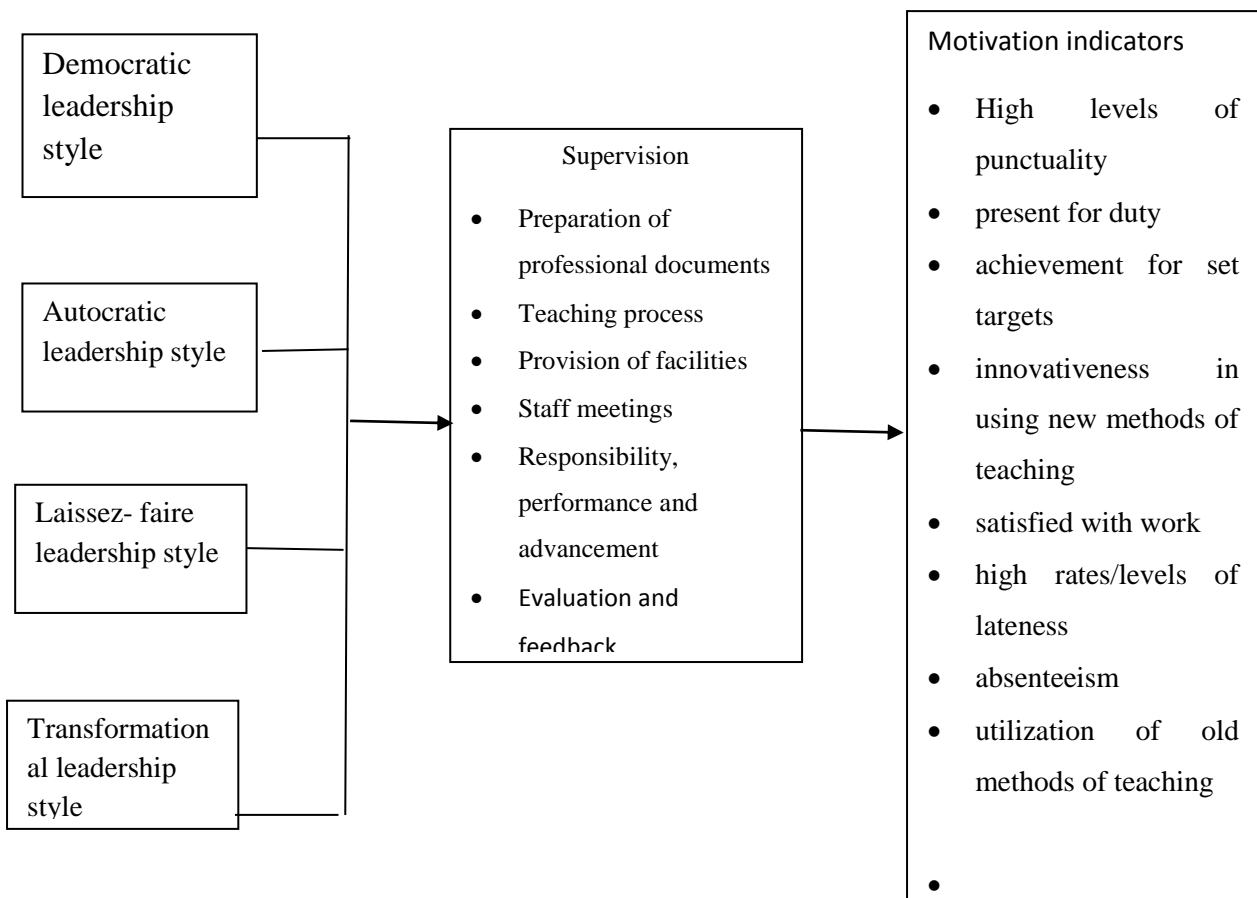 Democratic
leadership
style
Autocratic
leadership style
Laissez- faire
leadership style
Transformation
al leadership
style
Supervision
• Preparation of
professional documents
• Teaching process
• Provision of facilities
• Staff meetings
• Responsibility,
performance and
advancement
• Evaluation and
feedback
Motivation indicators
• High levels of
punctuality
• present for duty
• achievement for set
targets
• innovativeness in
using new methods of
teaching
• satisfied with work
• high rates/levels of
lateness
• absenteeism
• utilization of old
methods of teaching
•